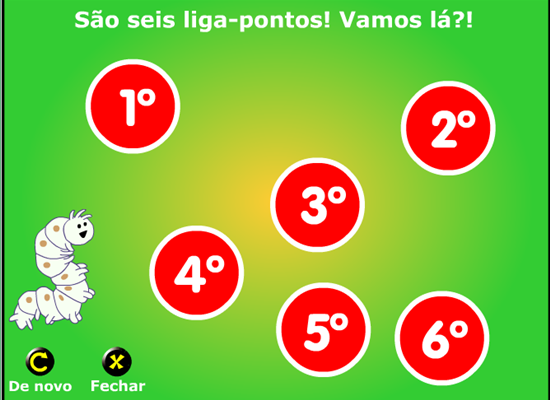 São seis liga-pontos! Vamos lá?!
1º
2º
3º
4º
5º
6º
De novo
Fechar